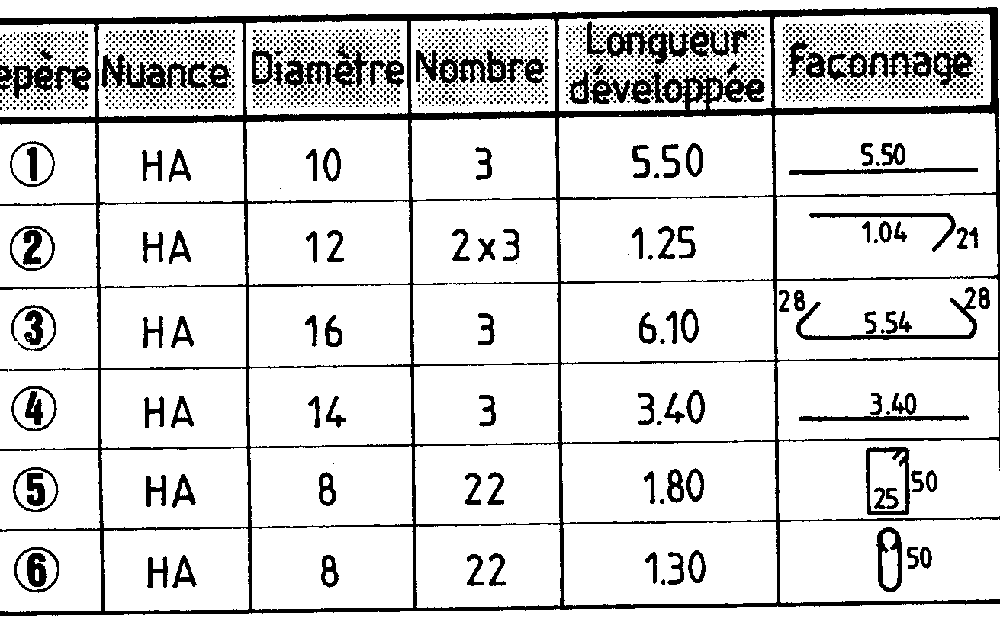 epère Nuance Diamètre Nombre Longueur développée Façonnage
1 HA 10 3 5.50 5.50
2 HA 12 2x3 1.25 1.04 21
3 HA 16 3 6.10 28 5.54 28
4 HA 14 3 3.40 3.40
5 HA 8 22 1.80 25 50
6 HA 8 22 1.30 50